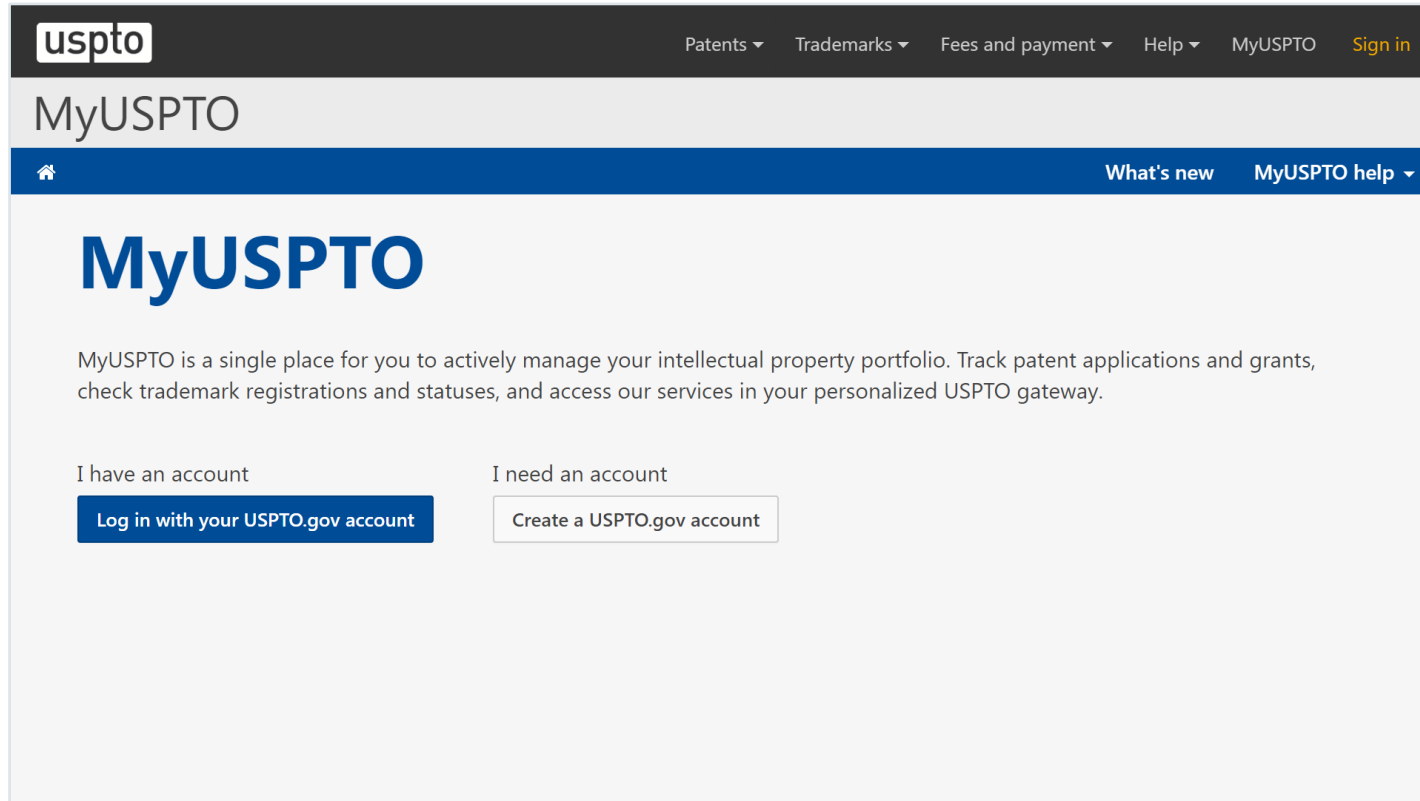 uspto
Patents Trademarks Fees and payment Help MyUSPTO Sign in
MyUSPTO
What's new MyUSPTO help
MyUSPTO
MyUSPTO is a single place for you to actively manage your intellectual property portfolio. Track patent applications and grants,
check trademark registrations and statuses, and access our services in your personalized USPTO gateway.
I have an account
Log in with your USPTO.gov account
I need an account
Create a USPTO.gov account